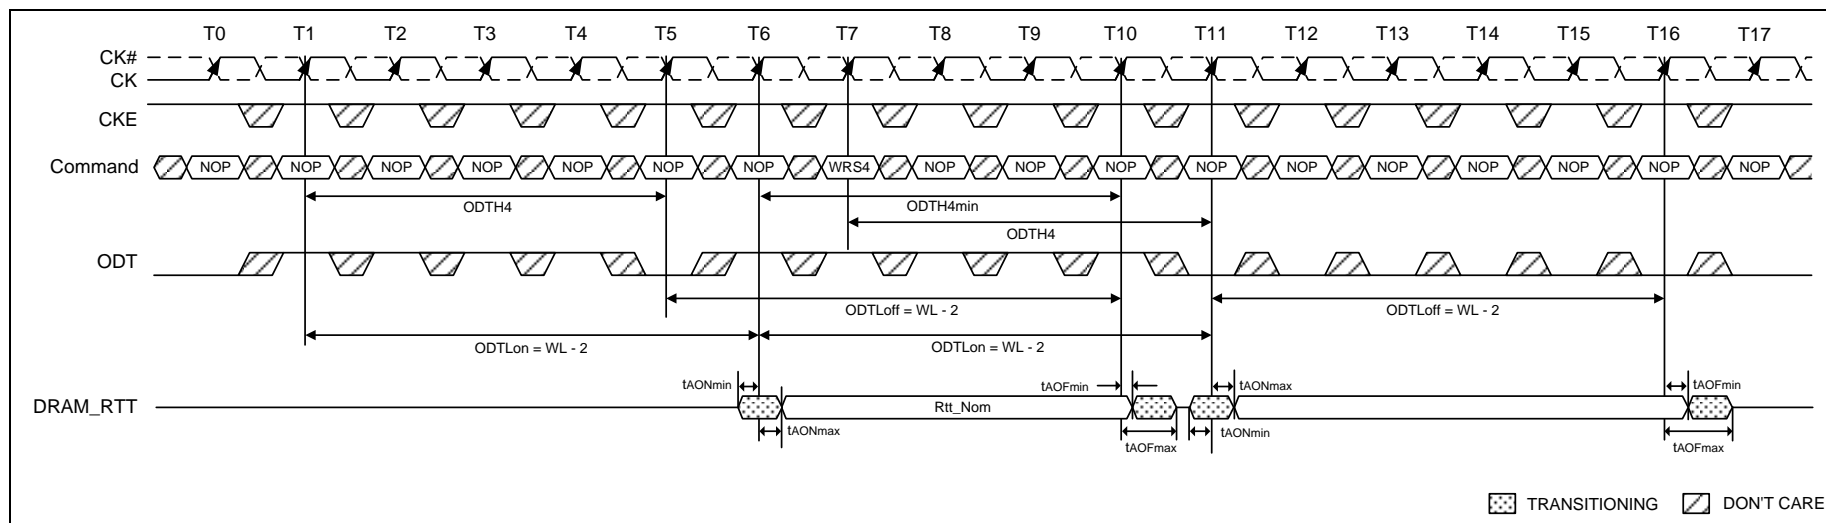 T0 T1 T2 T3 T4 T5 T6 T7 T8 T9 T10 T11 T12 T13 T14 T15 T16 T17
CK#
CK
CKE
Command NOP NOP NOP NOP NOP NOP NOP WRS4 NOP NOP NOP NOP NOP NOP NOP NOP NOP NOP
ODTH4 ODTH4min
ODTH4
ODT
ODTLoff = WL - 2 ODTLoff = WL - 2
ODTLon = WL - 2 ODTLon = WL - 2
tAONmin tAOFmin tAONmax tAOFmin
DRAM_RTT Rtt_Nom
tAONmax tAOFmax tAONmin tAOFmax
TRANSITIONING DON'T CARE